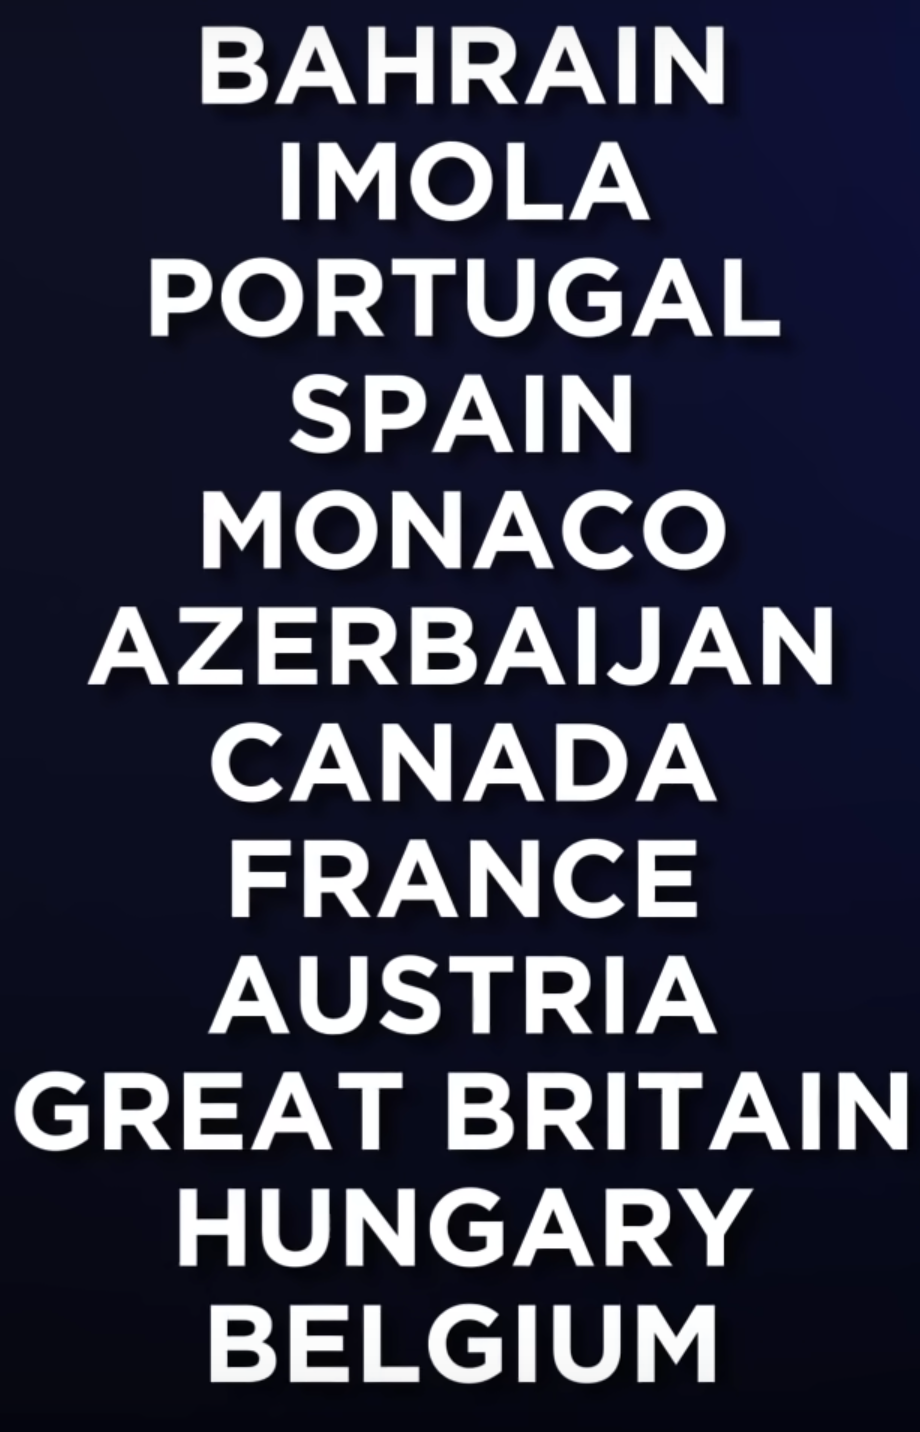 BAHRAIN
IMOLA
PORTUGAL
SPAIN
MONACO
AZERBAIJAN
CANADA
FRANCE
AUSTRIA
GREAT BRITAIN
HUNGARY
BELGIUM